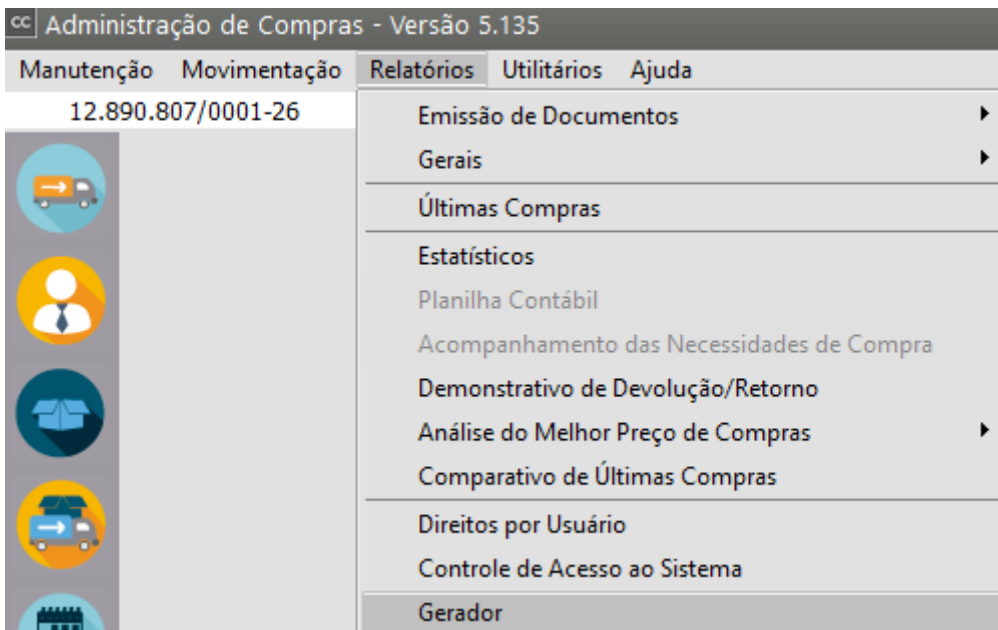 cc Administração de Compras - Versão 5.135
Manutenção Movimentação Relatórios Utilitários Ajuda
12.890.807/0001-26
Emissão de Documentos
Gerais
Últimas Compras
Estatísticos
Planilha Contábil
Acompanhamento das Necessidades de Compra
Demonstrativo de Devolução/Retorno
Análise do Melhor Preço de Compras
Comparativo de Últimas Compras
Direitos por Usuário
Controle de Acesso ao Sistema
Gerador